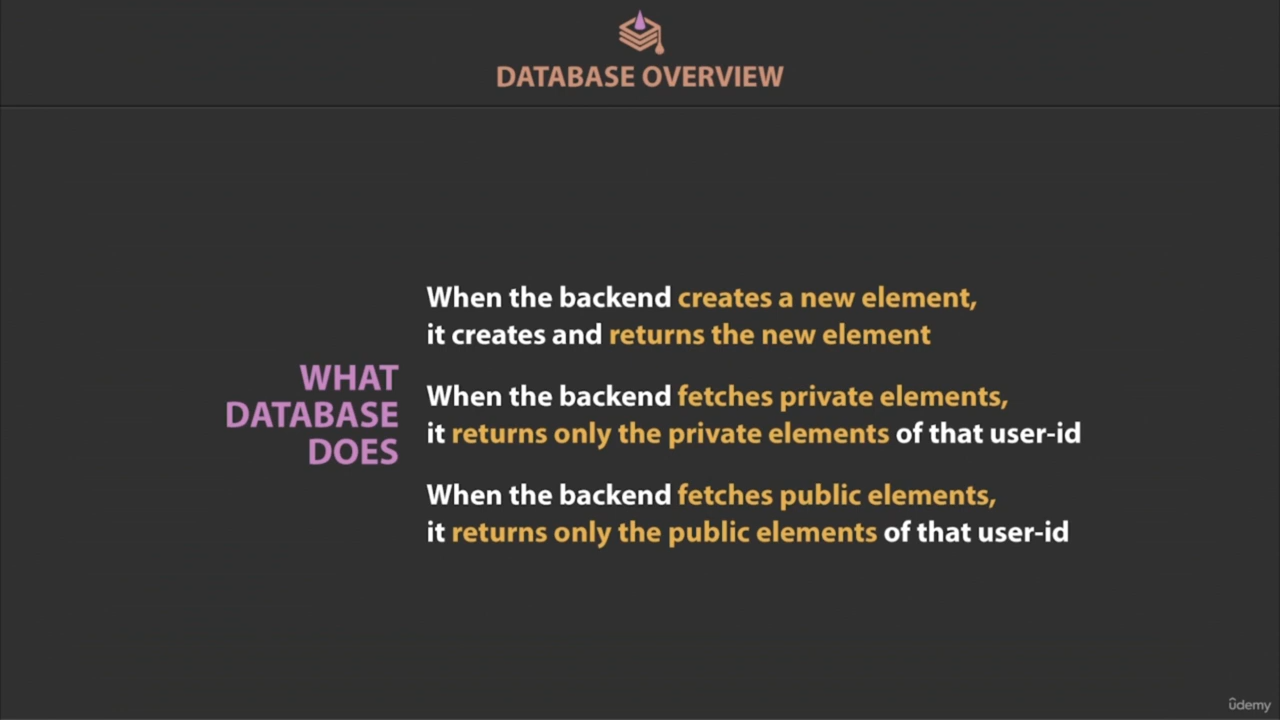 DATABASE OVERVIEW
WHAT
DATABASE
DOES
When the backend creates a new element,
it creates and returns the new element
When the backend fetches private elements,
it returns only the private elements of that user-id
When the backend fetches public elements,
it returns only the public elements of that user-id
ûdemy